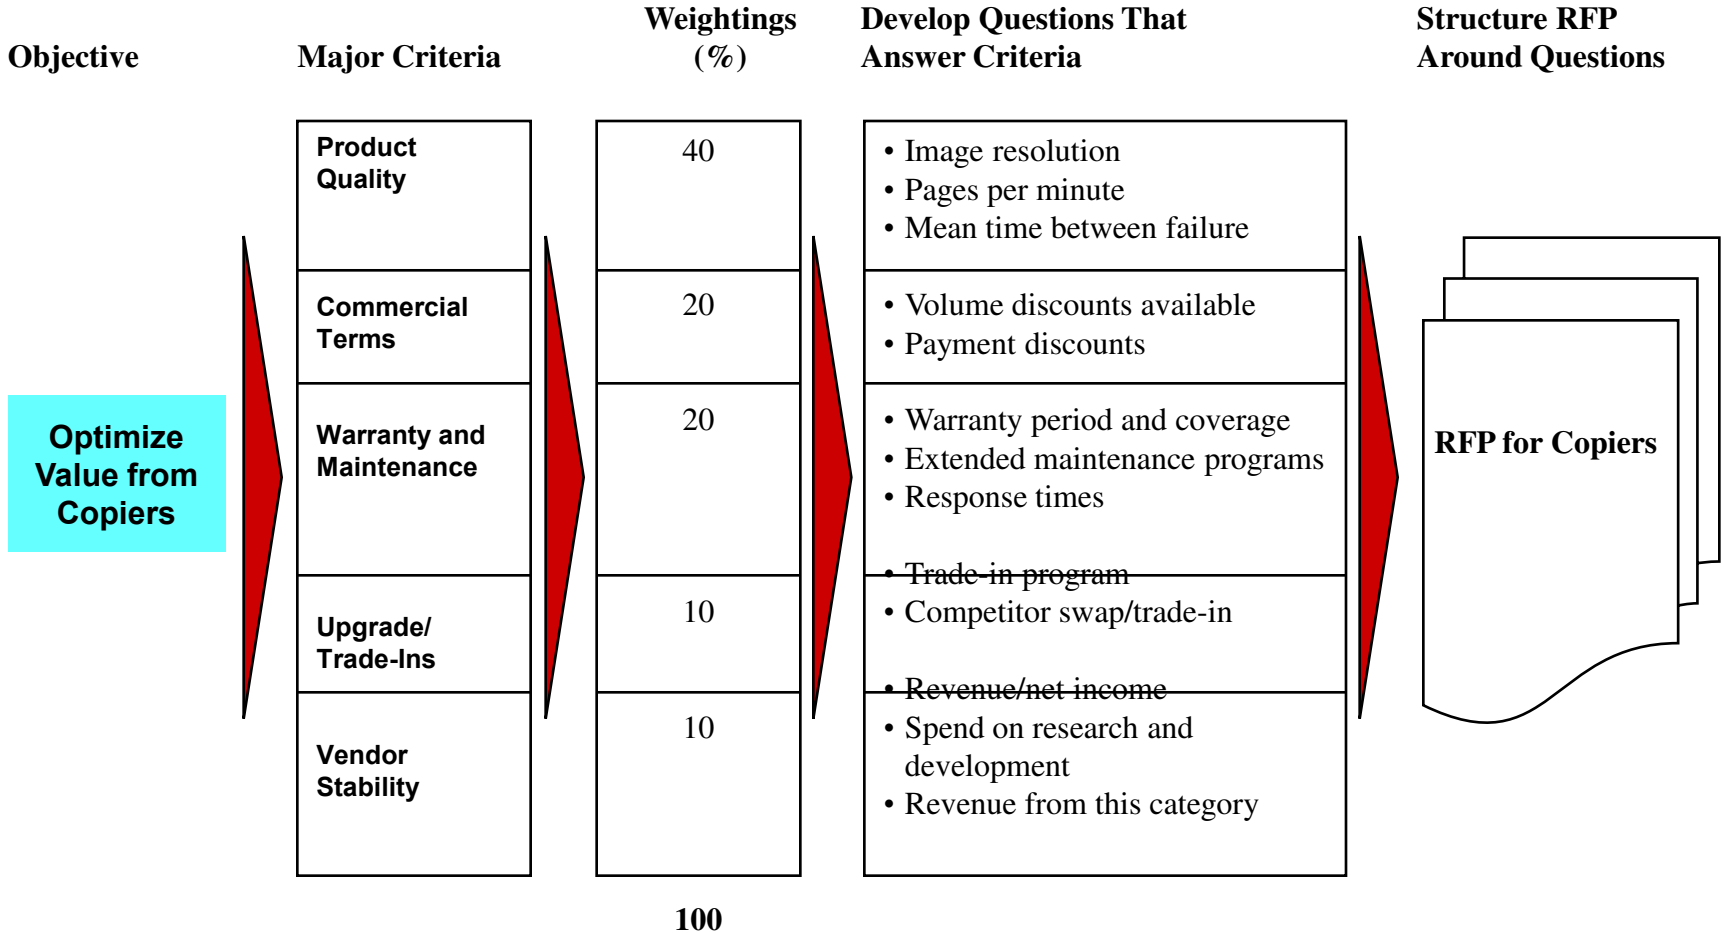 Objective
Major Criteria
Weightings
(%)
Develop Questions That
Answer Criteria
Structure RFP
Around Questions
Optimize
Value from
Copiers
Product
Quality
40
• Image resolution
• Pages per minute
• Mean time between failure
Commercial
Terms
20
• Volume discounts available
• Payment discounts
Warranty and
Maintenance
20
• Warranty period and coverage
• Extended maintenance programs
• Response times
Upgrade/
Trade-Ins
10
• Trade-in program
• Competitor swap/trade-in
Vendor
Stability
10
• Revenue/net income
• Spend on research and
development
• Revenue from this category
100
RFP for Copiers